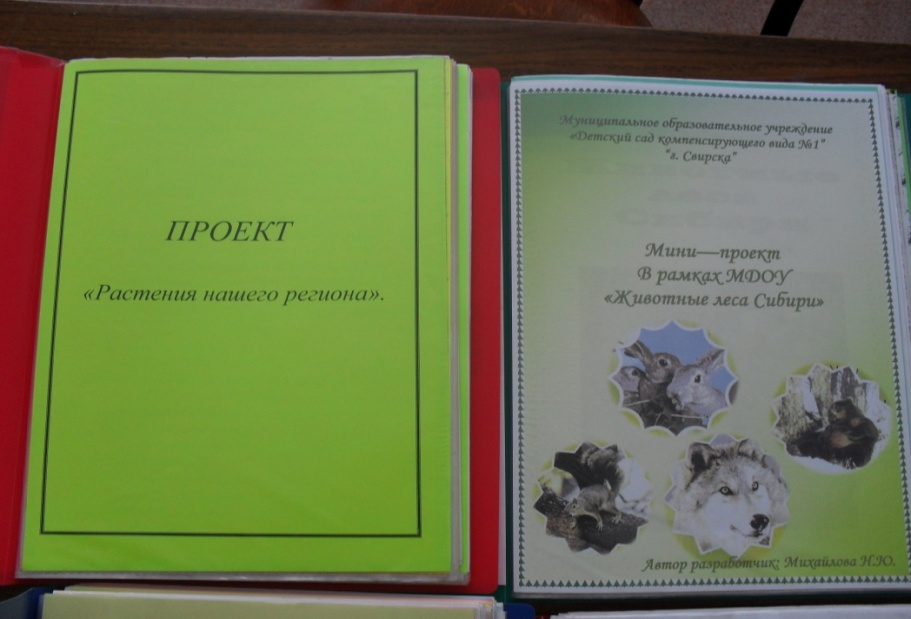 ПРОЕКТ
«Растения нашего региона».
Муниципальное образовательное учреждение
«Детский сад компенсирующего вида №1"
"г. Свирска"
Мини—проект
В рамках МДОУ
«Животные леса Сибири»
Автор разработчик: Михайлова Н.Ю.